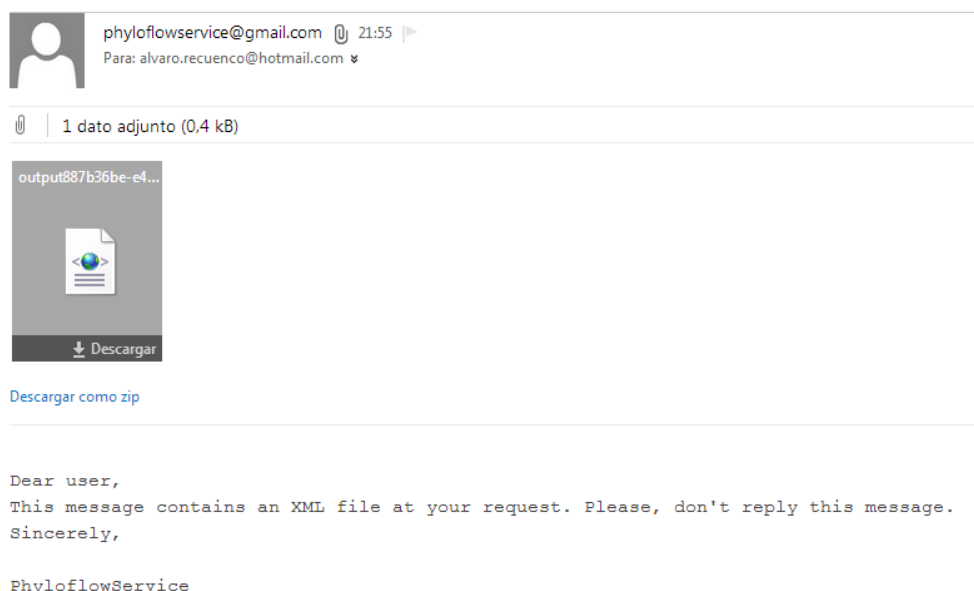 phyloflowservice@gmail.com 21:55
Para: alvaro.recuenco@hotmail.com
1 dato adjunto (0,4 kB)
output887b36be-e4...
Descargar
Descargar como zip
Dear user,
This message contains an XML file at your request. Please, don't reply this message.
Sincerely,
PhyloflowService